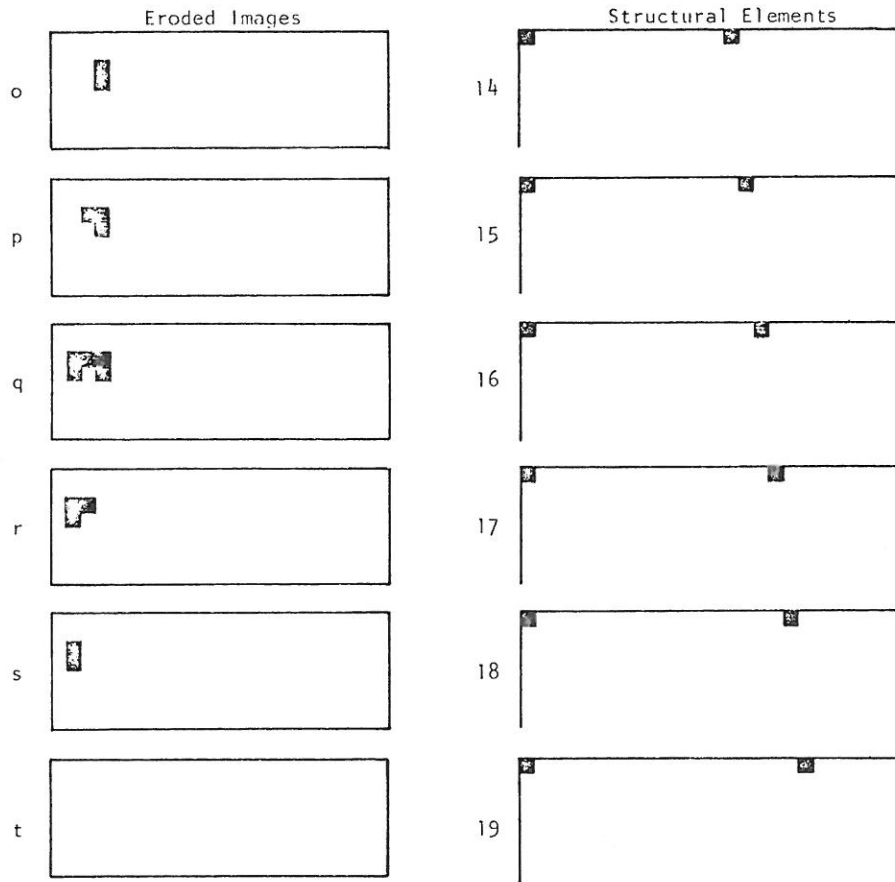 Eroded Images Structural Elements
o 14
p 15
q 16
r 17
s 18
t 19